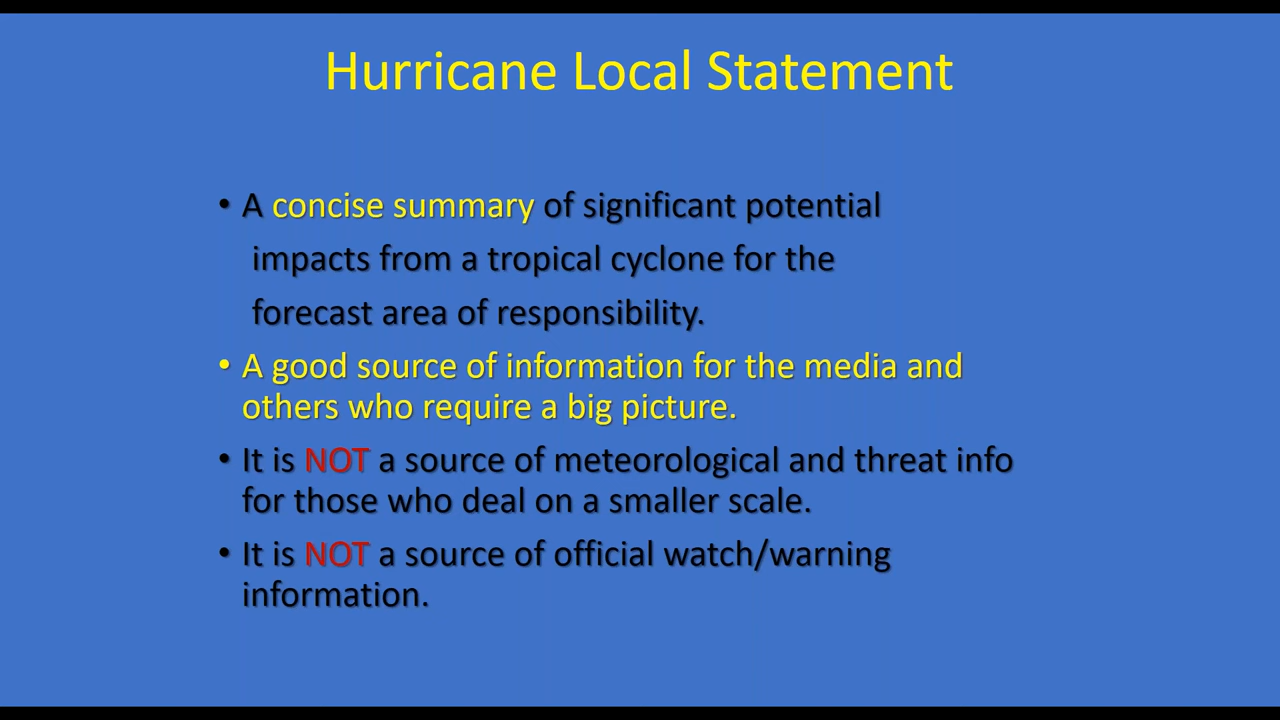 Hurricane Local Statement
• A concise summary of significant potential
impacts from a tropical cyclone for the
forecast area of responsibility.
• A good source of information for the media and
others who require a big picture.
• It is NOT a source of meteorological and threat info
for those who deal on a smaller scale.
• It is NOT a source of official watch/warning
information.